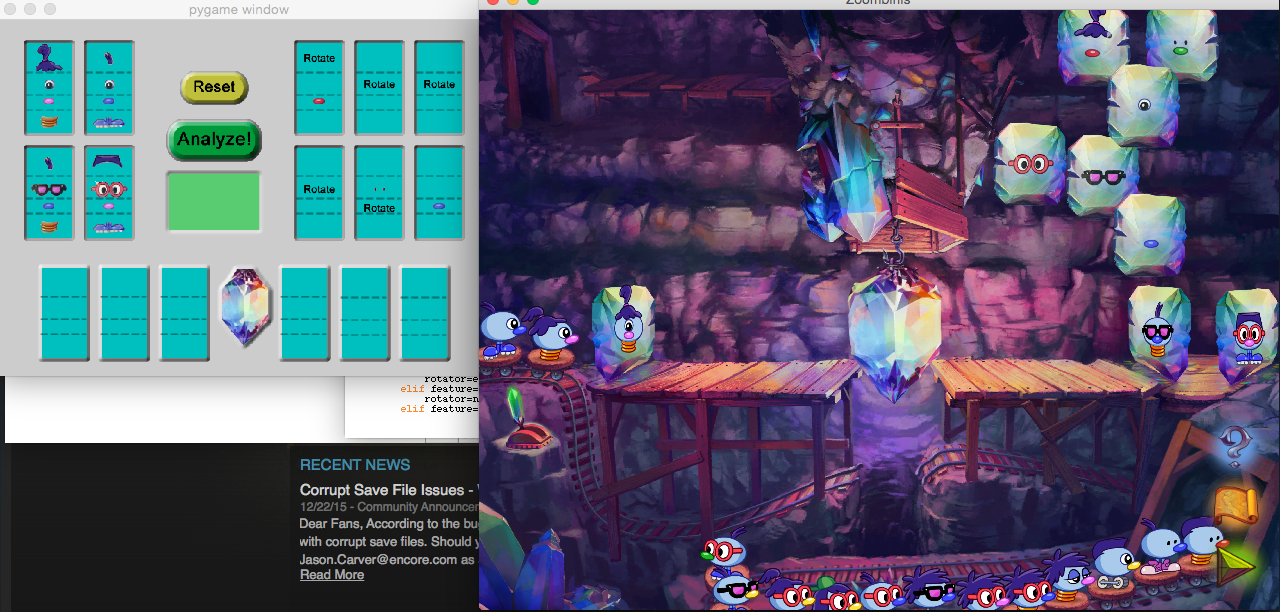 pygame window
Zoombinis
Reset
Analyze!
Rotate
Rotate
Rotate
Rotate
Rotate
rotator=e
elif feature=
rotator=n
elif feature=
RECENT NEWS
Corrupt Save File Issues -
12/22/15 - Community Announcer
Dear Fans, According to the bu
with corrupt save files. Should y
Jason.Carver@encore.com as
Read More